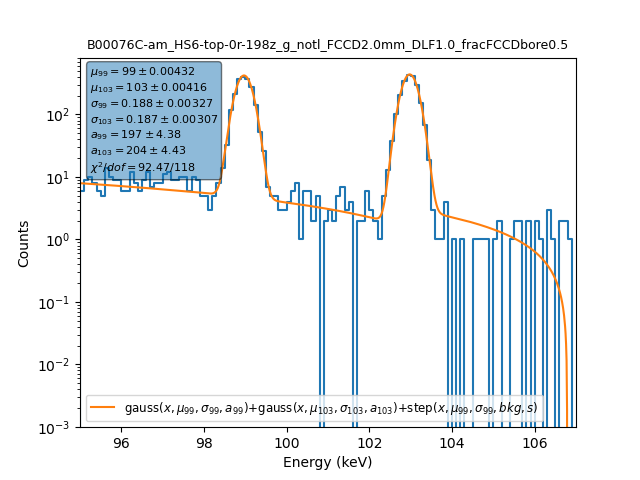 B00076C-am_HS6-top-0r-198z_g_notl_FCCD2.0mm_DLF1.0_fracFCCDbore0.5
μ99 = 99 ± 0.00432
μ103 = 103 ± 0.00416
σ99 = 0.188 ± 0.00327
σ103 = 0.187 ± 0.00307
a99 = 197 ± 4.38
a103 = 204 ± 4.43
χ²/dof = 92.47/118
10²
10¹
10⁰
10⁻¹
10⁻²
10⁻³
Counts
gauss(x, μ99, σ99, a99)+gauss(x, μ103, σ103, a103)+step(x, μ99, σ99, bkg, s)
96 98 100 102 104 106
Energy (keV)